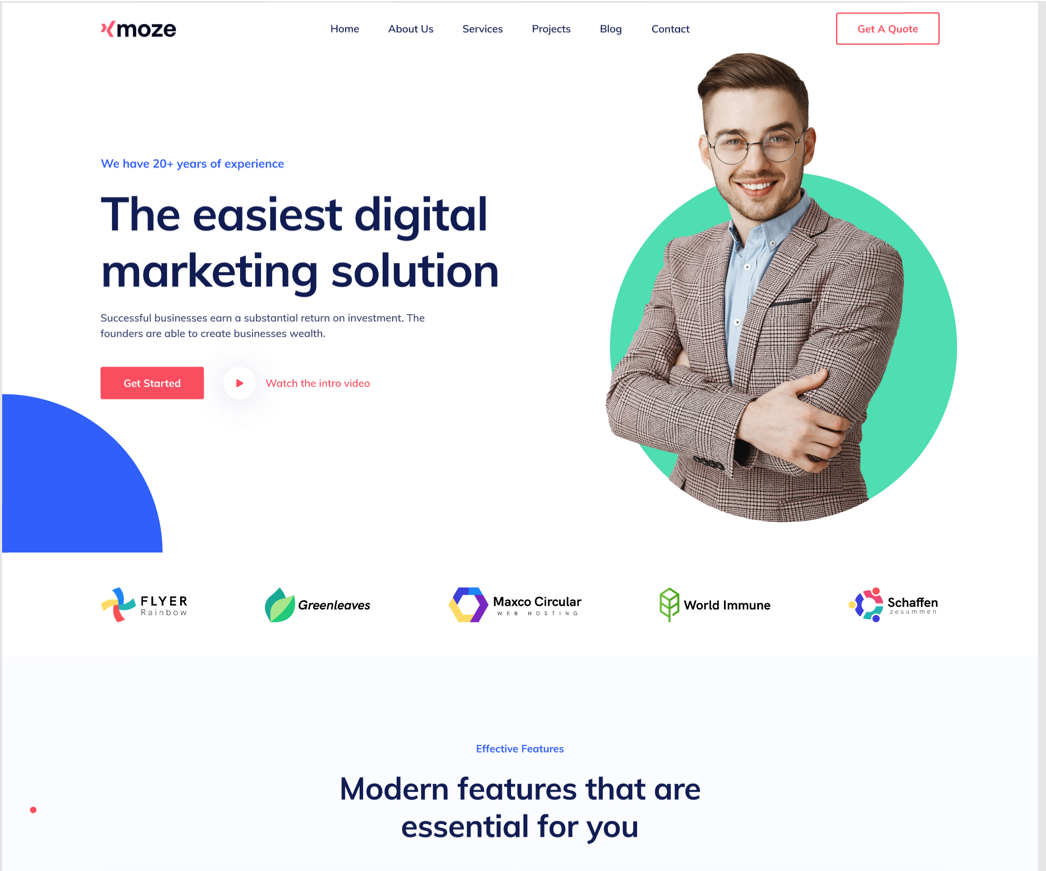 moze
Home
About Us
Services
Projects
Blog
Contact
Get A Quote
We have 20+ years of experience
The easiest digital
marketing solution
Successful businesses earn a substantial return on investment. The
founders are able to create businesses wealth.
Get Started
Watch the intro video
FLYER
Rainbow
Greenleaves
Maxco Circular
WEB HOSTING
World Immune
Schaffen
zesummen
Effective Features
Modern features that are
essential for you